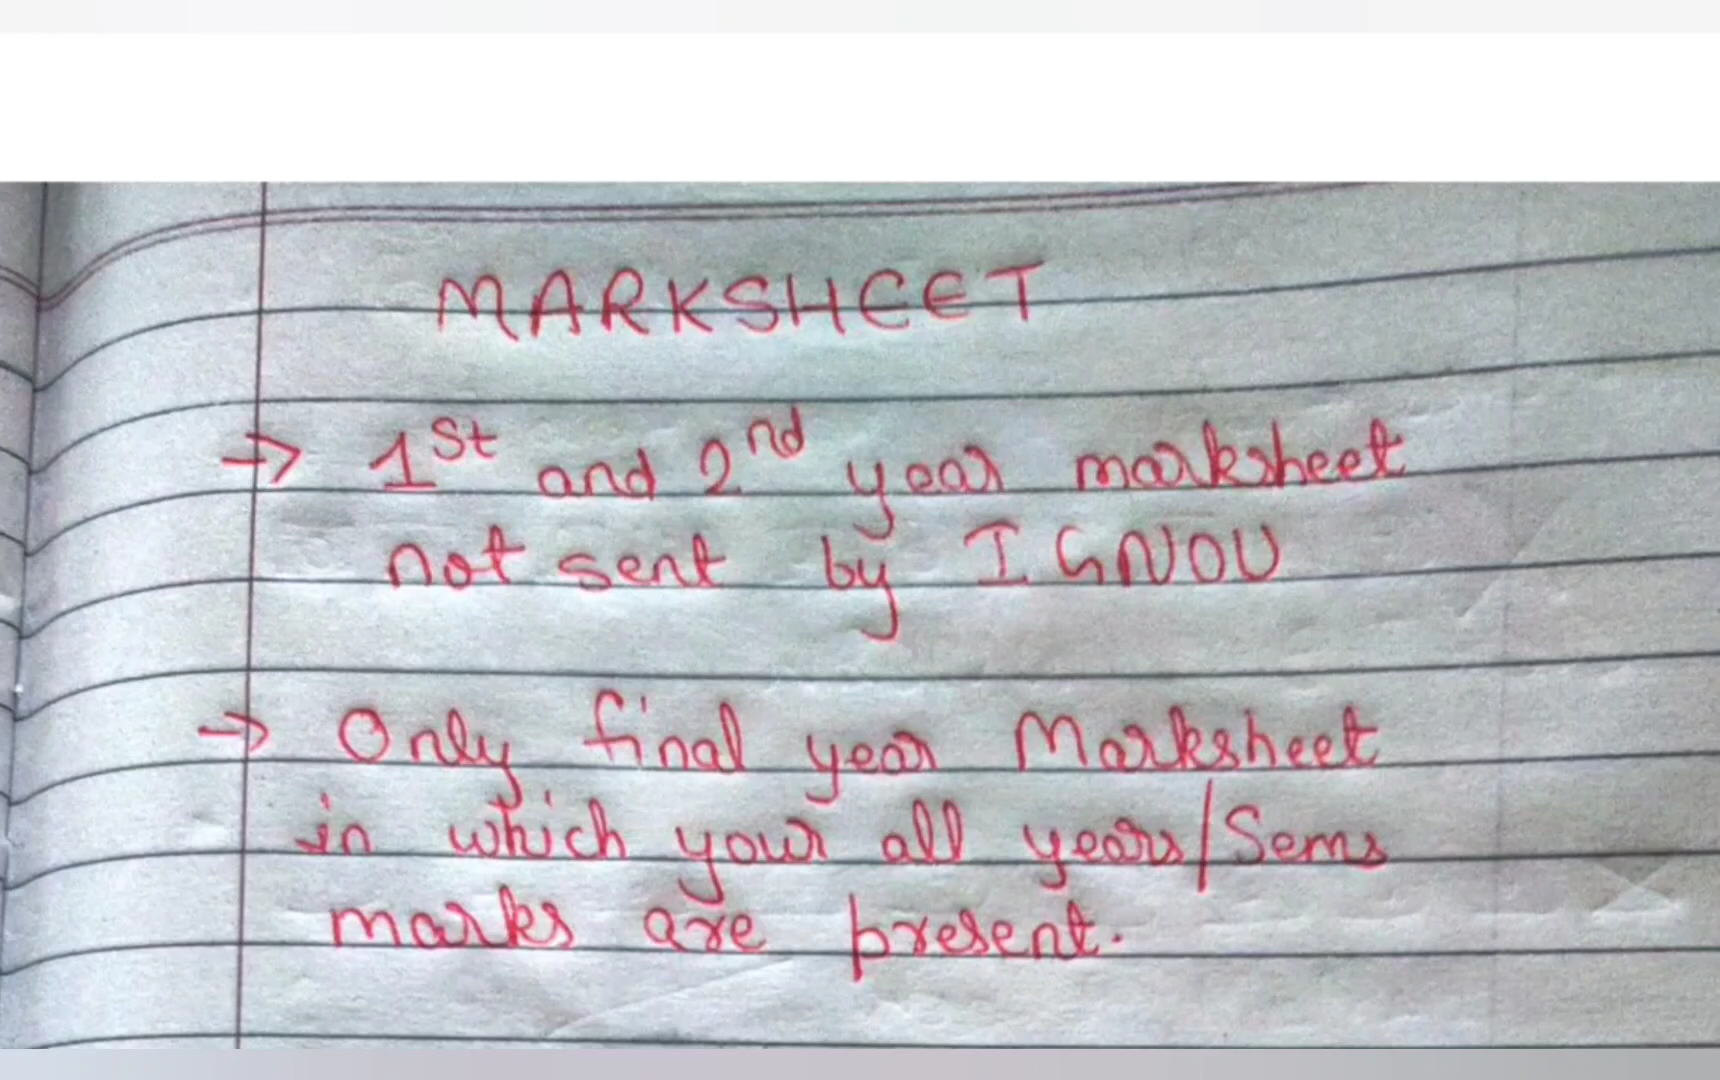 MARKSHEET
→ 1st and 2nd year marksheet
not sent by IGNOU
→ Only final year Marksheet
in which your all years/Sems
marks are present.